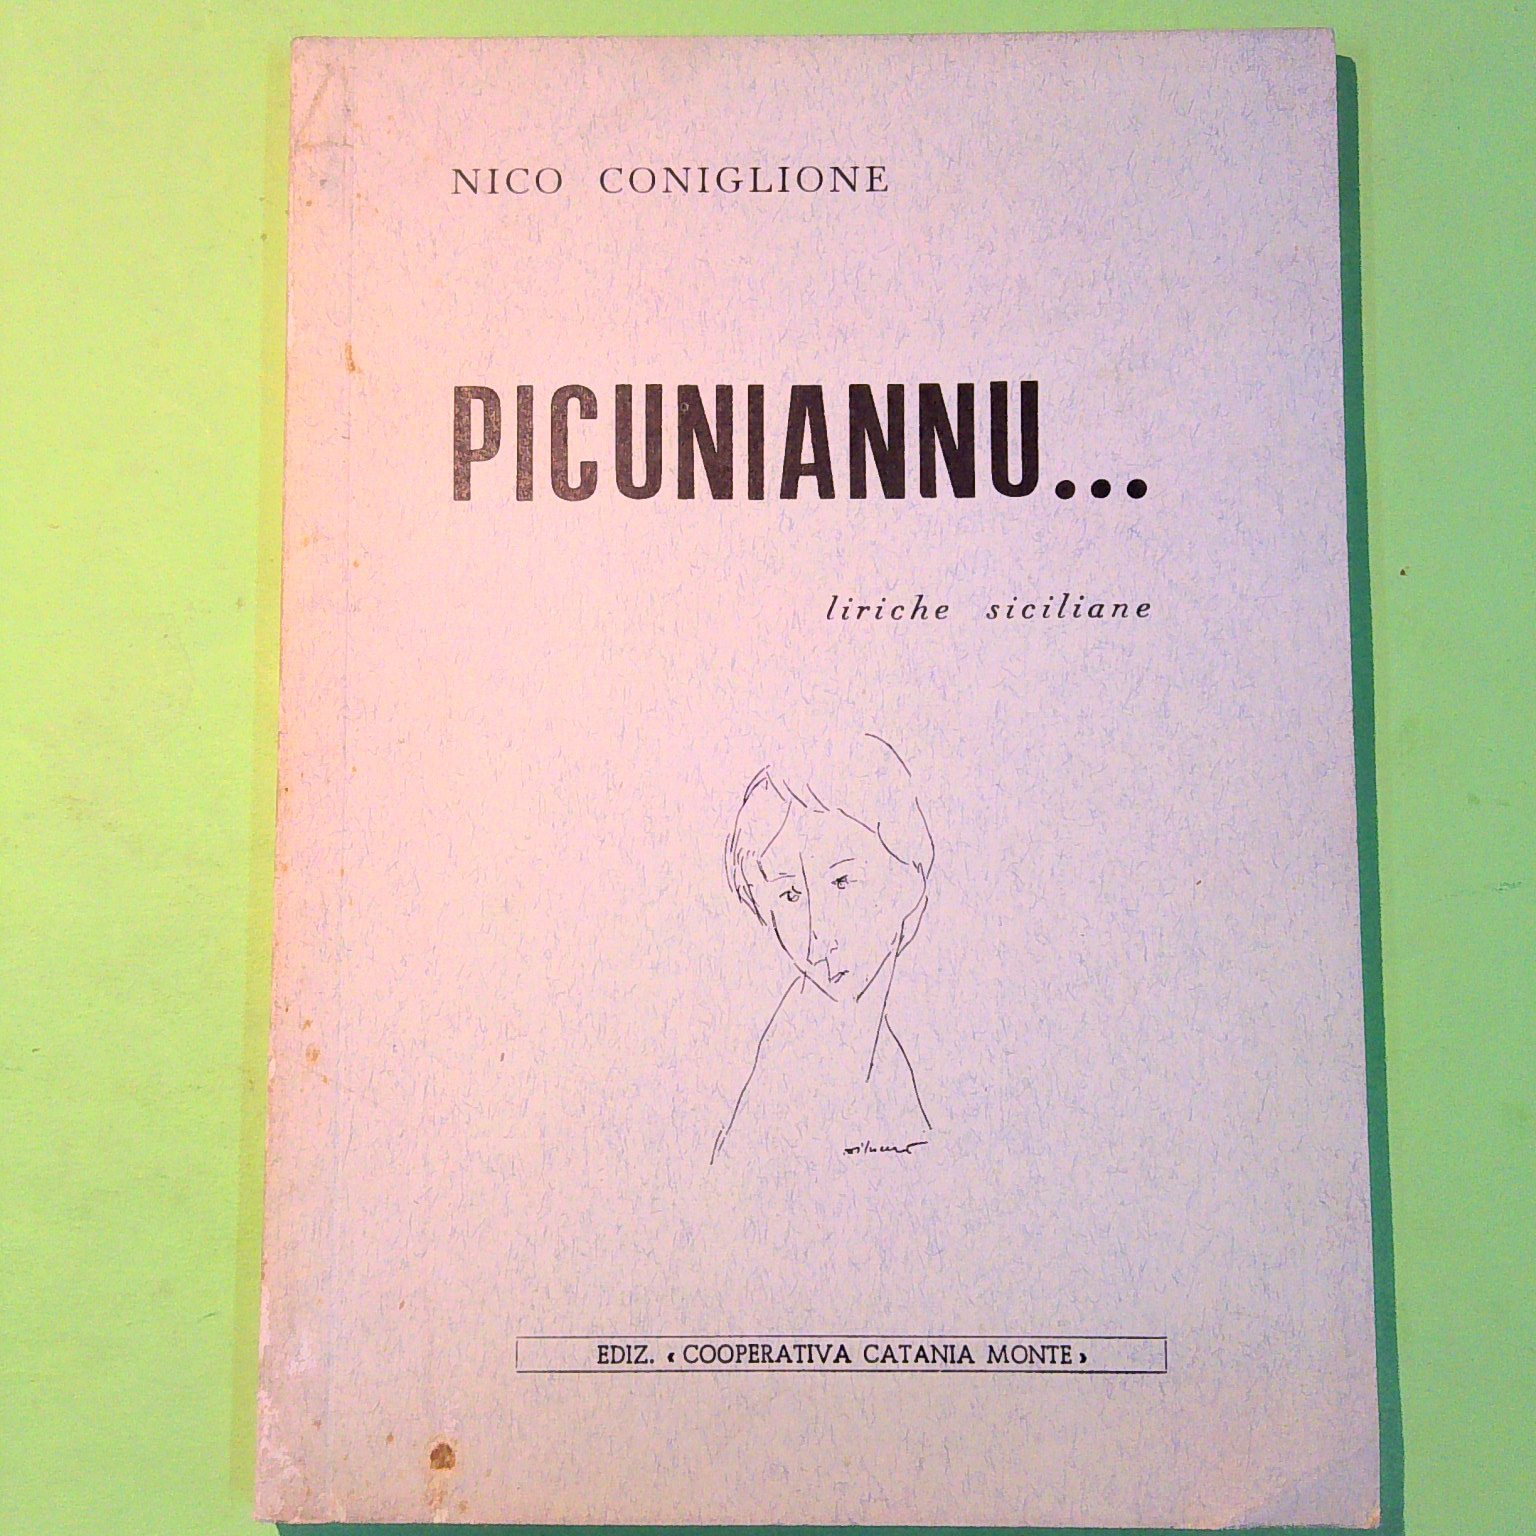 NICO CONIGLIONE
PICUNIANNU...
liriche siciliane
EDIZ. ‹ COOPERATIVA CATANIA MONTE ›